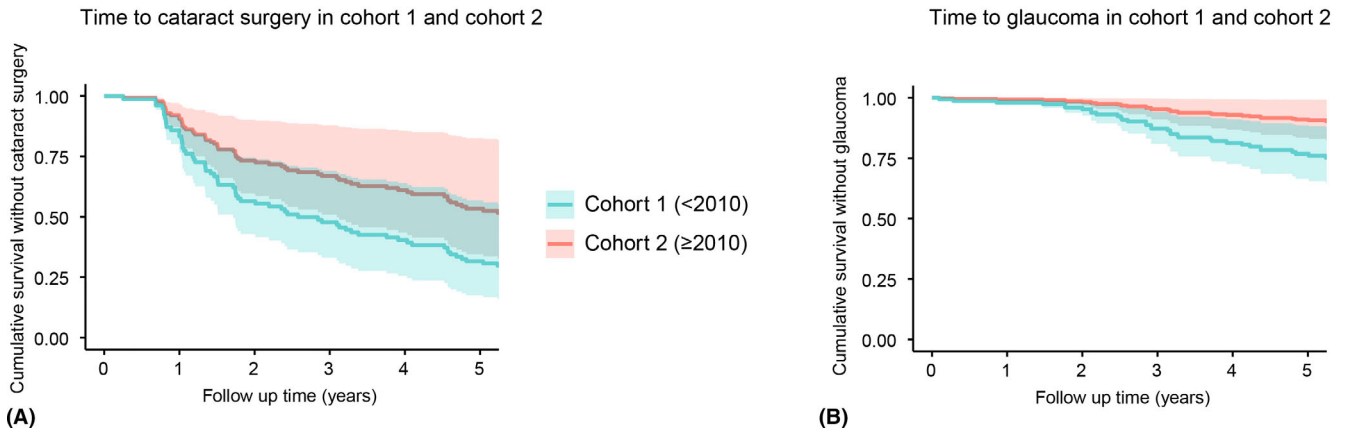 Time to cataract surgery in cohort 1 and cohort 2
Cumulative survival without cataract surgery
1.00
0.75
0.50
0.25
0.00
0 1 2 3 4 5
Follow up time (years)
(A)
Cohort 1 (<2010)
Cohort 2 (≥2010)
Time to glaucoma in cohort 1 and cohort 2
Cumulative survival without glaucoma
1.00
0.75
0.50
0.25
0.00
0 1 2 3 4 5
Follow up time (years)
(B)